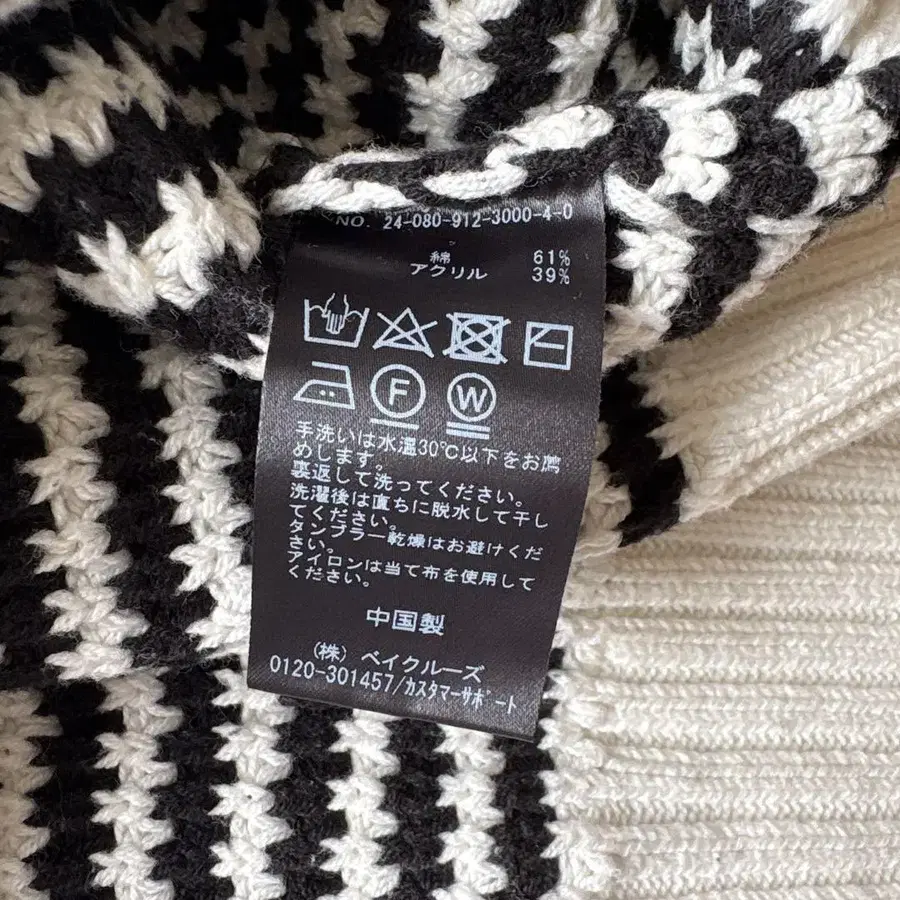 NO. 24-080-912-3000-4-0
綿 61%
アクリル 39%
F W
手洗いは水温30℃以下をお薦
めします。
裏返して洗ってください。
洗濯後は直ちに脱水して干し
てください。
タンブラー乾燥はお避けくだ
さい。
アイロンは当て布を使用して
ください。
中国製
(株) ベイクルーズ
0120-301457/カスタマーサポート